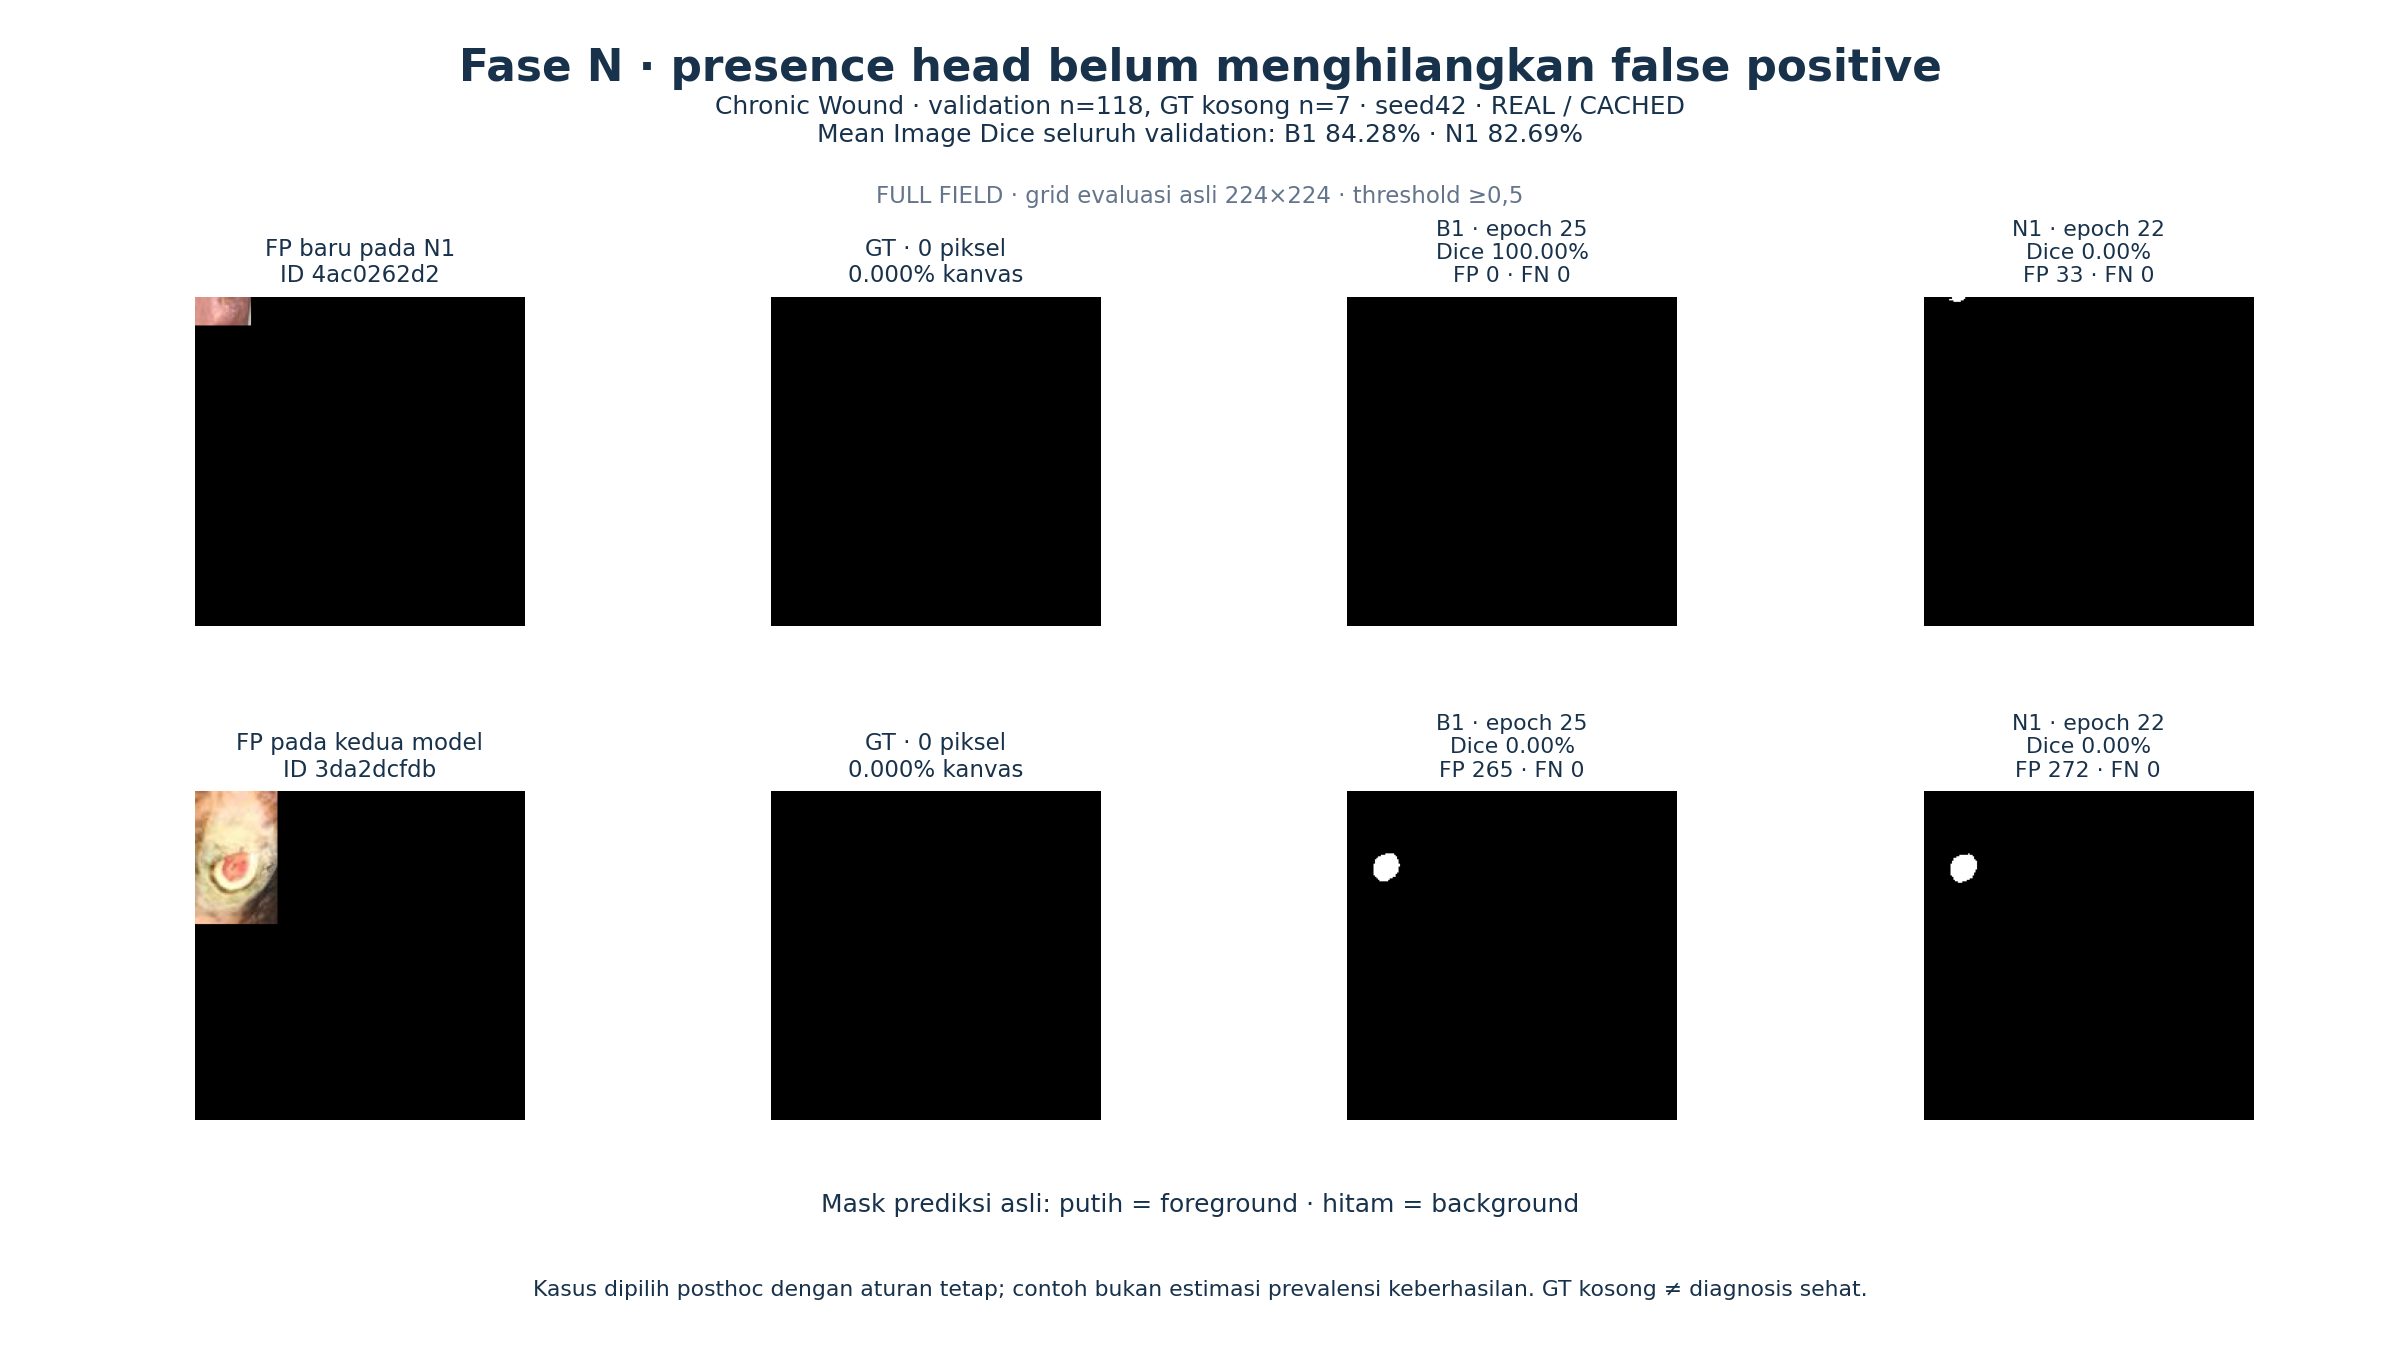 Fase N · presence head belum menghilangkan false positive
Chronic Wound · validation n=118, GT kosong n=7 · seed42 · REAL / CACHED
Mean Image Dice seluruh validation: B1 84.28% · N1 82.69%
FULL FIELD · grid evaluasi asli 224×224 · threshold ≥0,5
FP baru pada N1
ID 4ac0262d2
GT · 0 piksel
0.000% kanvas
B1 · epoch 25
Dice 100.00%
FP 0 · FN 0
N1 · epoch 22
Dice 0.00%
FP 33 · FN 0
FP pada kedua model
ID 3da2dcfdb
GT · 0 piksel
0.000% kanvas
B1 · epoch 25
Dice 0.00%
FP 265 · FN 0
N1 · epoch 22
Dice 0.00%
FP 272 · FN 0
Mask prediksi asli: putih = foreground · hitam = background
Kasus dipilih posthoc dengan aturan tetap; contoh bukan estimasi prevalensi keberhasilan. GT kosong ≠ diagnosis sehat.